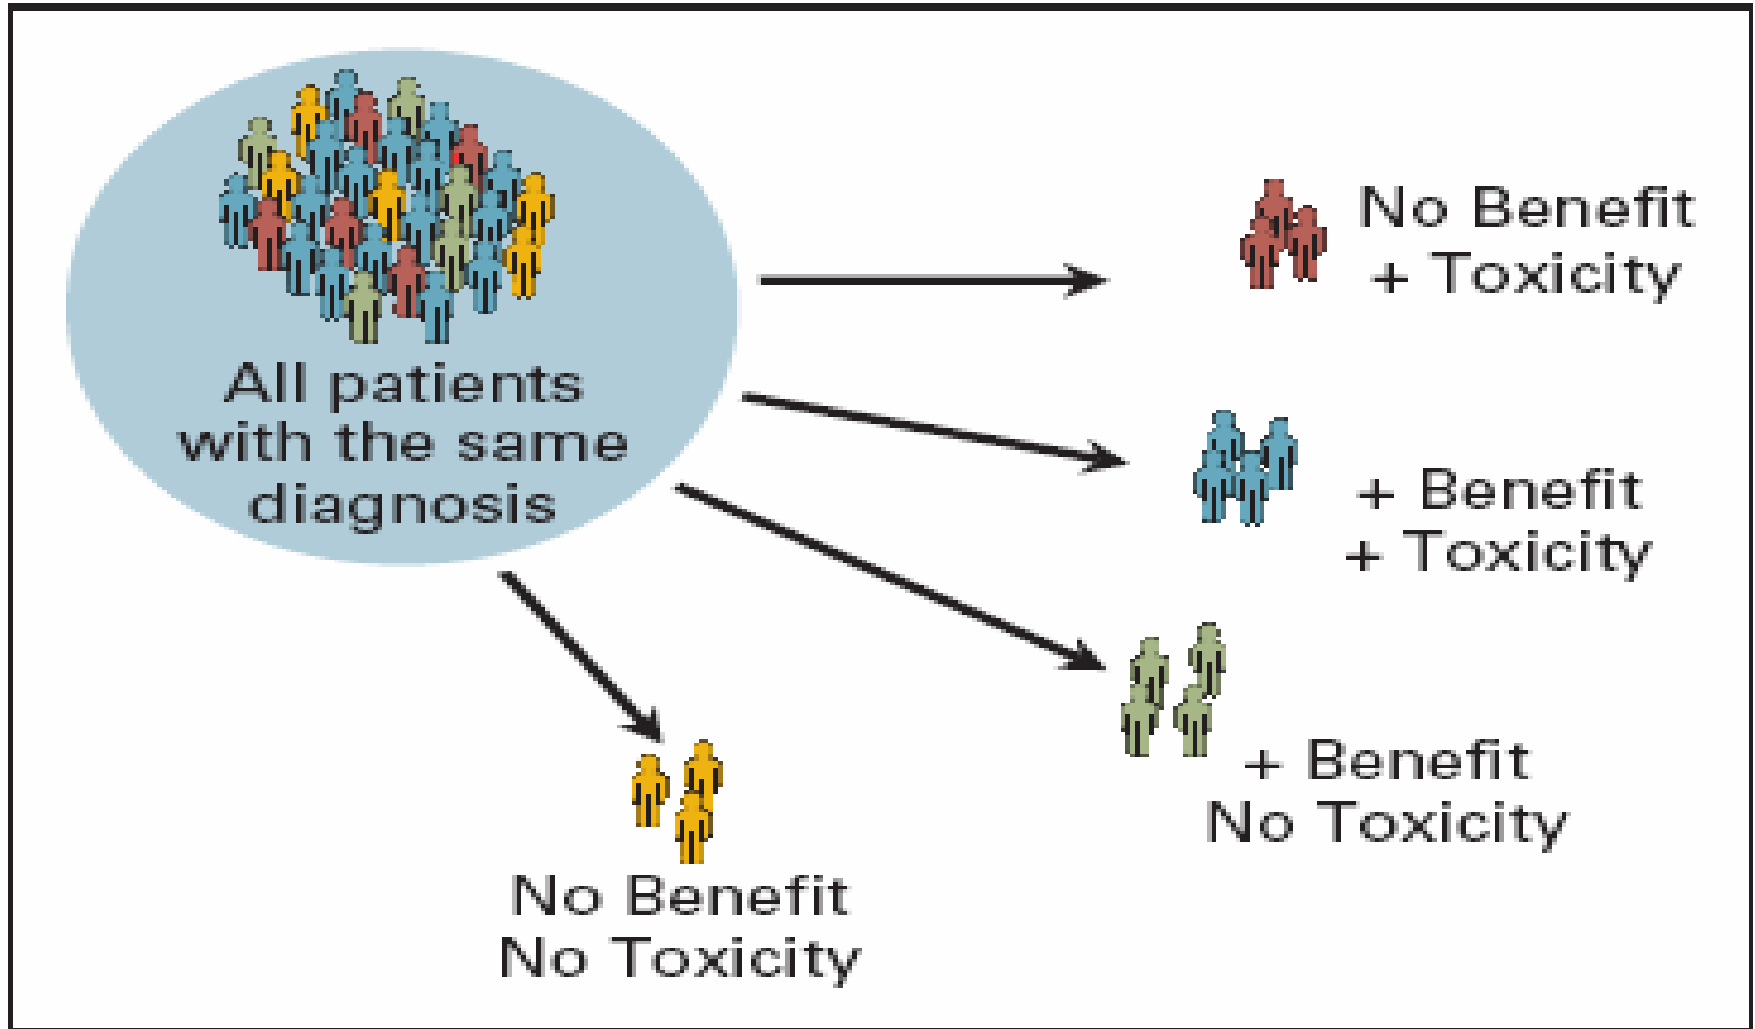 All patients
with the same
diagnosis
No Benefit
+ Toxicity
+ Benefit
+ Toxicity
+ Benefit
No Toxicity
No Benefit
No Toxicity